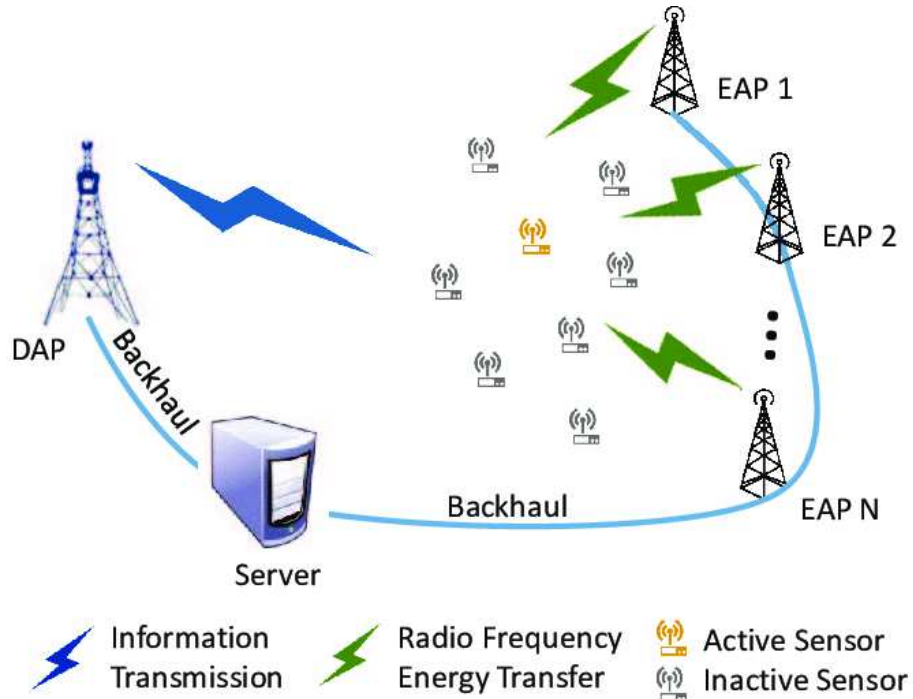 EAP 1
EAP 2
DAP
Backhaul
EAP N
Backhaul
Server
Information
Transmission
Radio Frequency
Energy Transfer
Active Sensor
Inactive Sensor